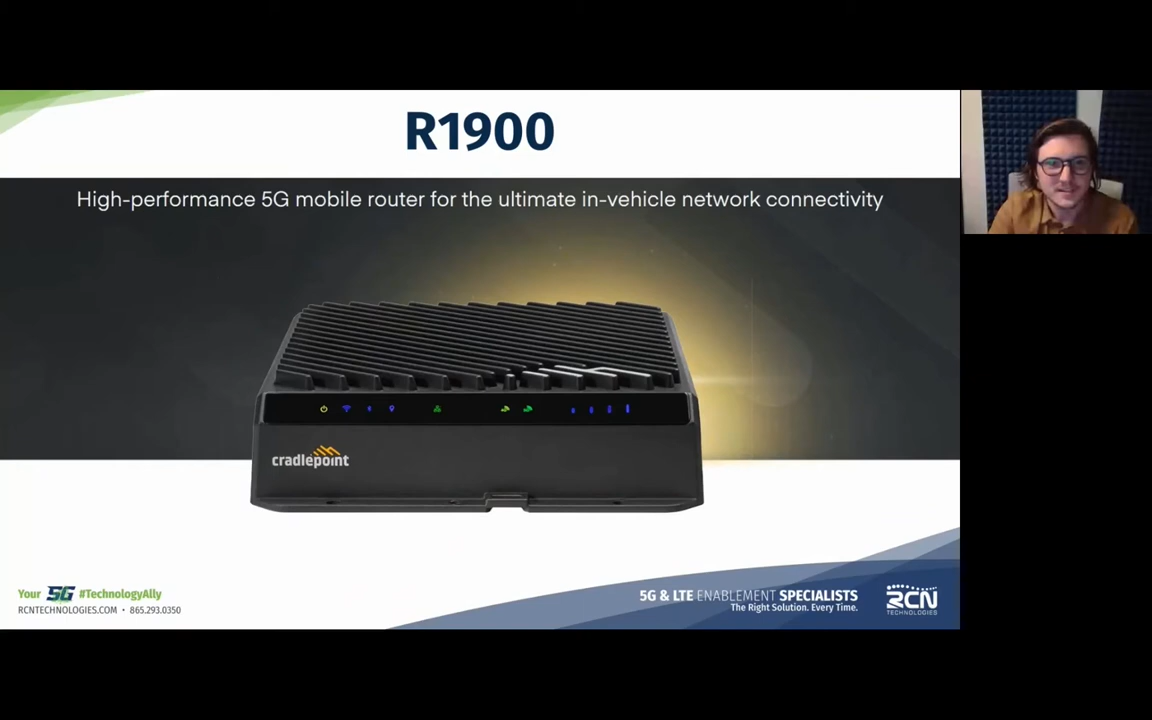 R1900
High-performance 5G mobile router for the ultimate in-vehicle network connectivity
cradlepoint
Your 5G #TechnologyAlly
RCNTECHNOLOGIES.COM • 865.293.0350
5G & LTE ENABLEMENT SPECIALISTS
The Right Solution. Every Time.
RCN
TECHNOLOGIES